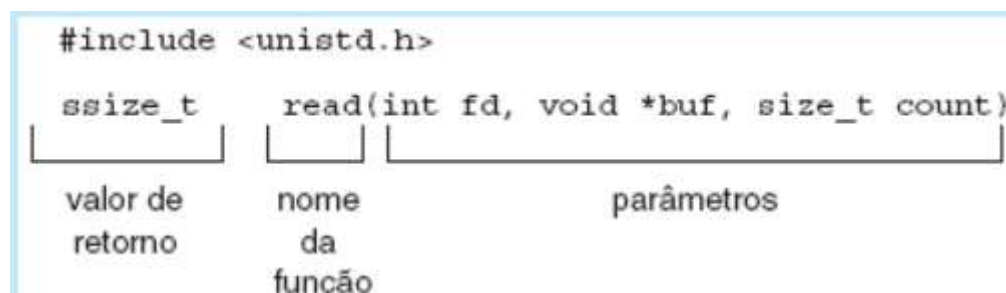 #include <unistd.h>
ssize_t read(int fd, void *buf, size_t count)
valor de retorno
nome da função
parâmetros